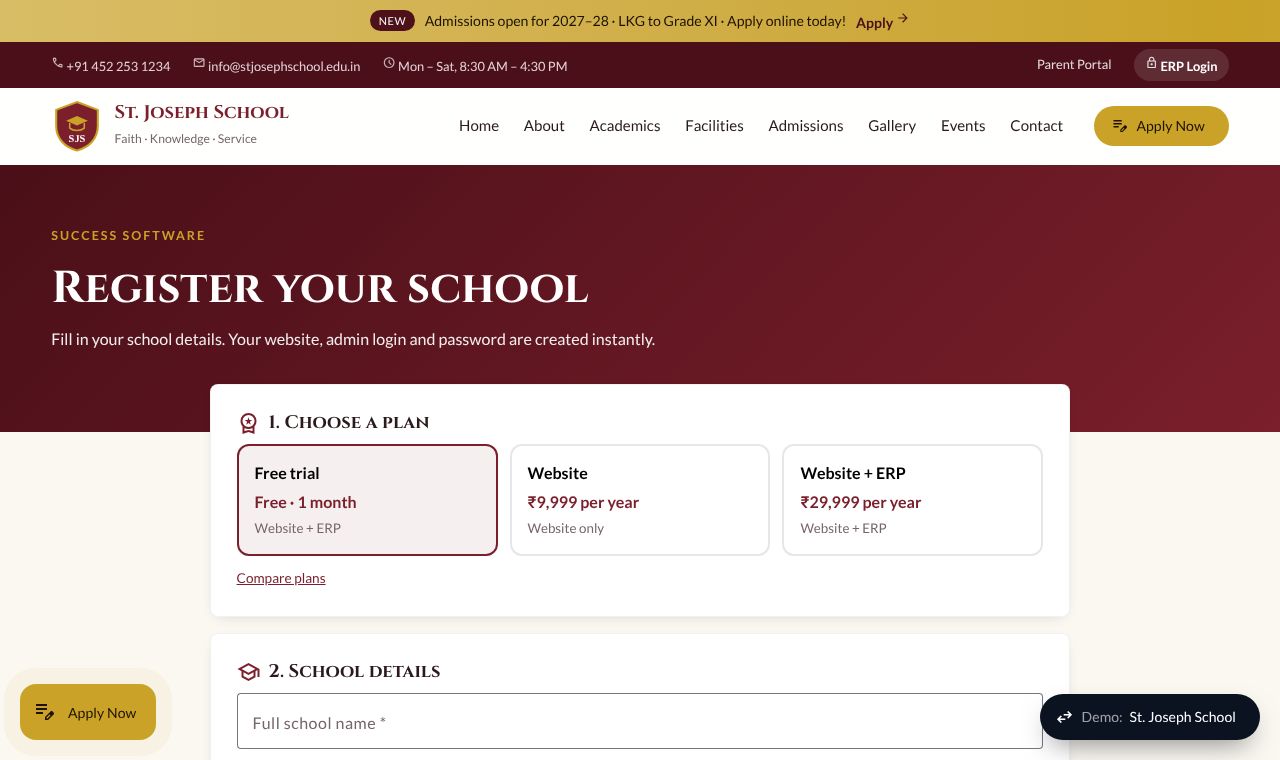 NEW Admissions open for 2027–28 · LKG to Grade XI · Apply online today! Apply →
+91 452 253 1234 info@stjosephschool.edu.in Mon – Sat, 8:30 AM – 4:30 PM Parent Portal ERP Login
SJS
St. Joseph School
Faith · Knowledge · Service
Home About Academics Facilities Admissions Gallery Events Contact Apply Now
SUCCESS SOFTWARE
Register your school
Fill in your school details. Your website, admin login and password are created instantly.
1. Choose a plan
Free trial
Free · 1 month
Website + ERP
Website
₹9,999 per year
Website only
Website + ERP
₹29,999 per year
Website + ERP
Compare plans
2. School details
Full school name *
Apply Now
Demo: St. Joseph School